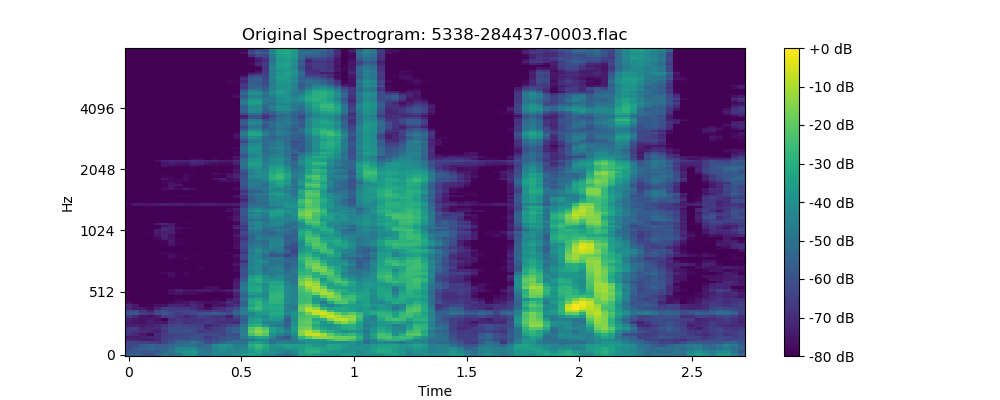 Original Spectrogram: 5338-284437-0003.flac
Hz
4096
2048
1024
512
0
0
0.5
1
1.5
2
2.5
Time
+0 dB
-10 dB
-20 dB
-30 dB
-40 dB
-50 dB
-60 dB
-70 dB
-80 dB